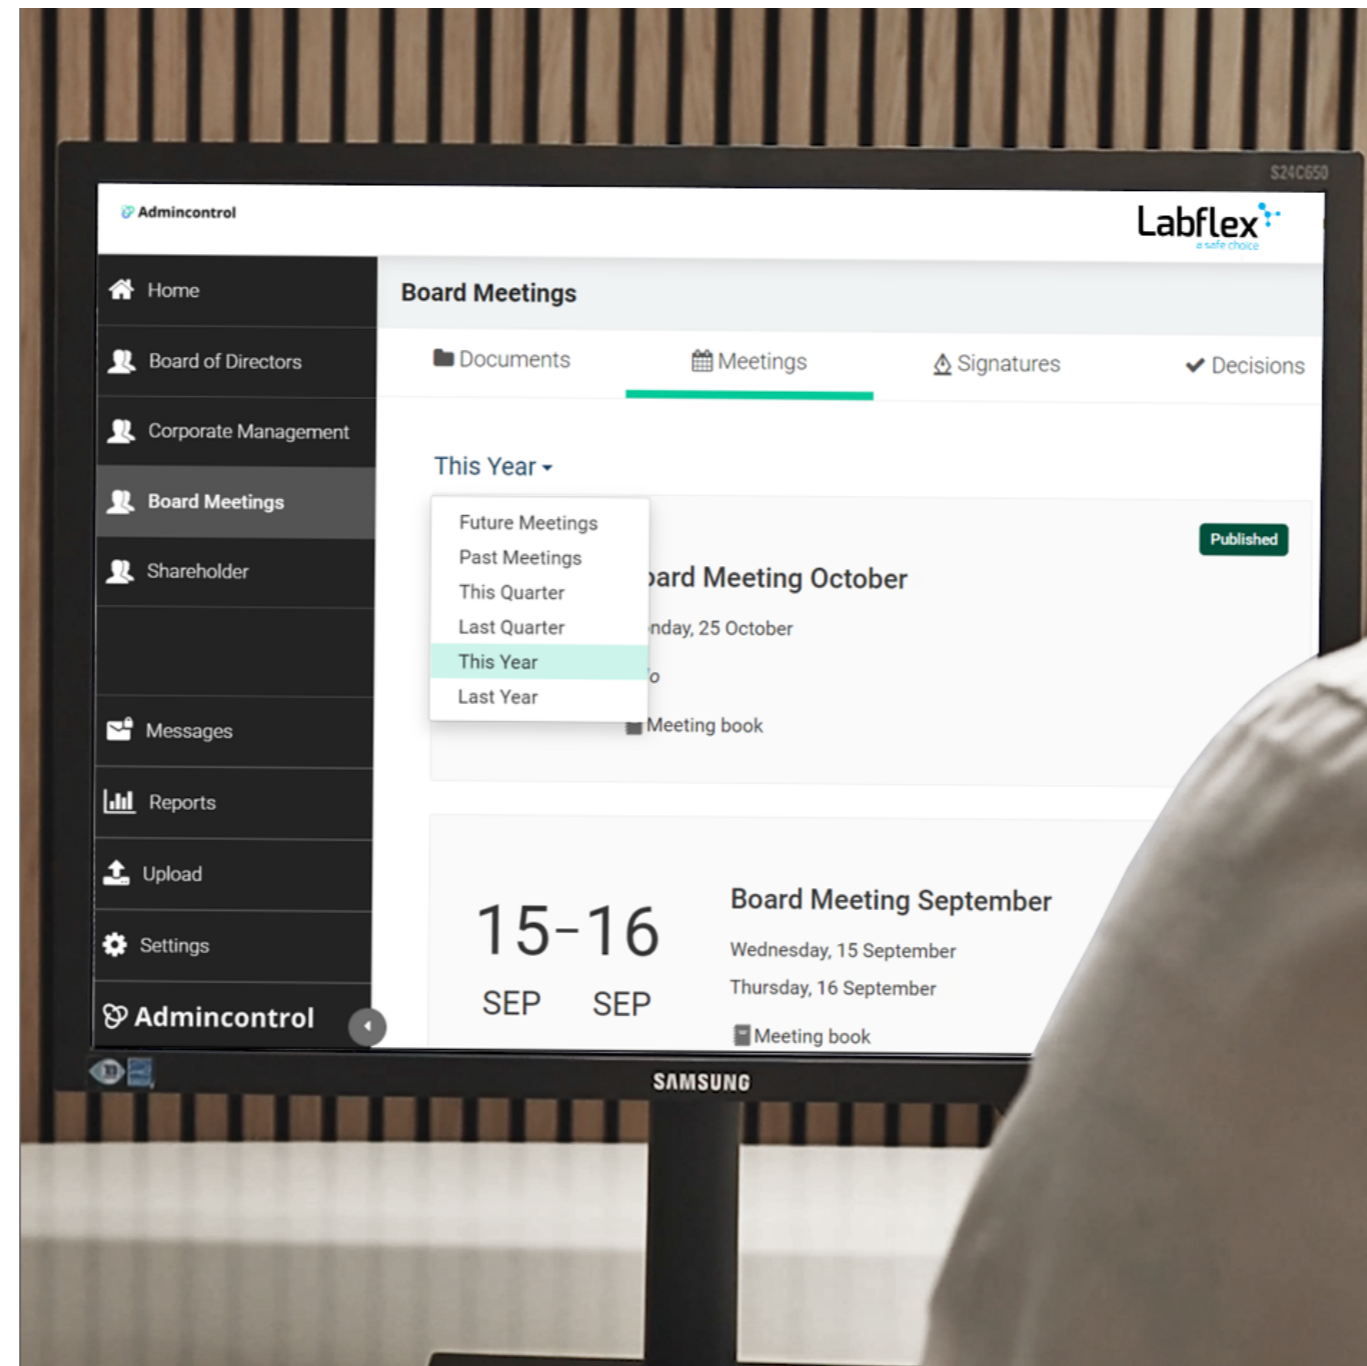 S24C650
Admincontrol
Labflex
a safe choice
Home
Board of Directors
Corporate Management
Board Meetings
Shareholder
Messages
Reports
Upload
Settings
Admincontrol
Board Meetings
Documents
Meetings
Signatures
Decisions
This Year
Future Meetings
Past Meetings
This Quarter
Last Quarter
This Year
Last Year
Published
Meeting October
25 October
Meeting book
15-16
SEP SEP
Board Meeting September
Wednesday, 15 September
Thursday, 16 September
Meeting book
SAMSUNG